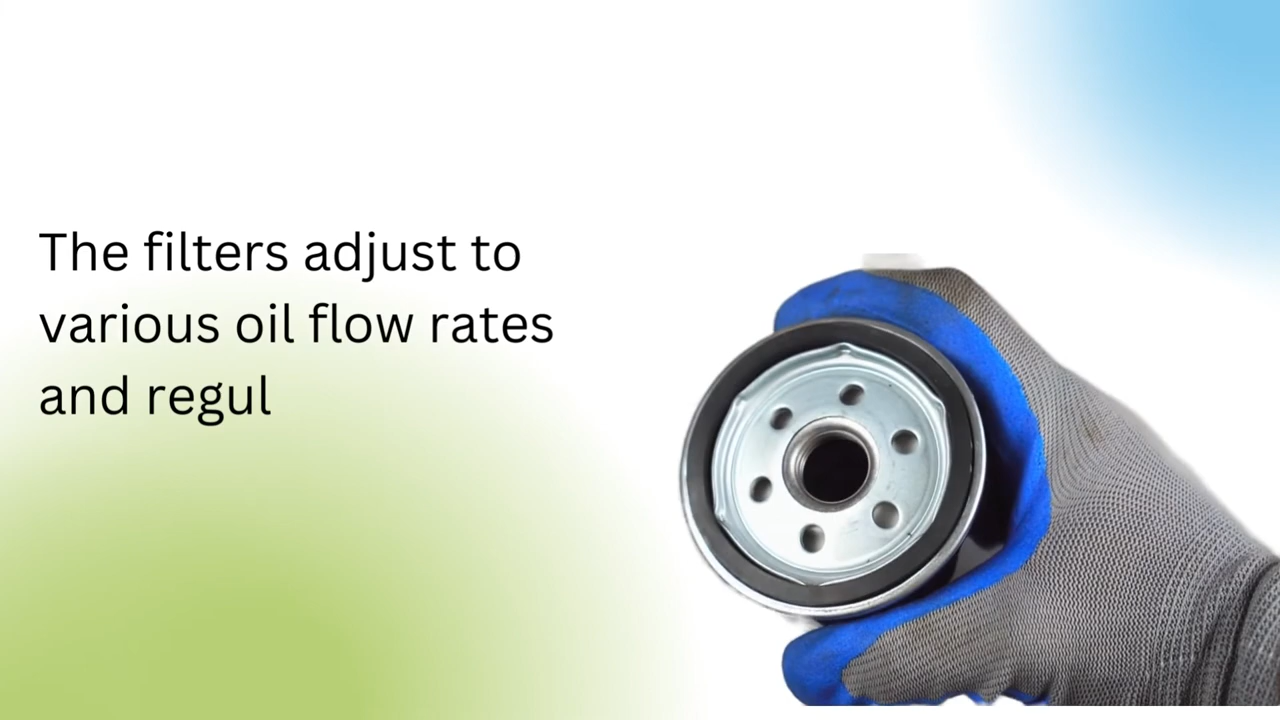 The filters adjust to
various oil flow rates
and regul